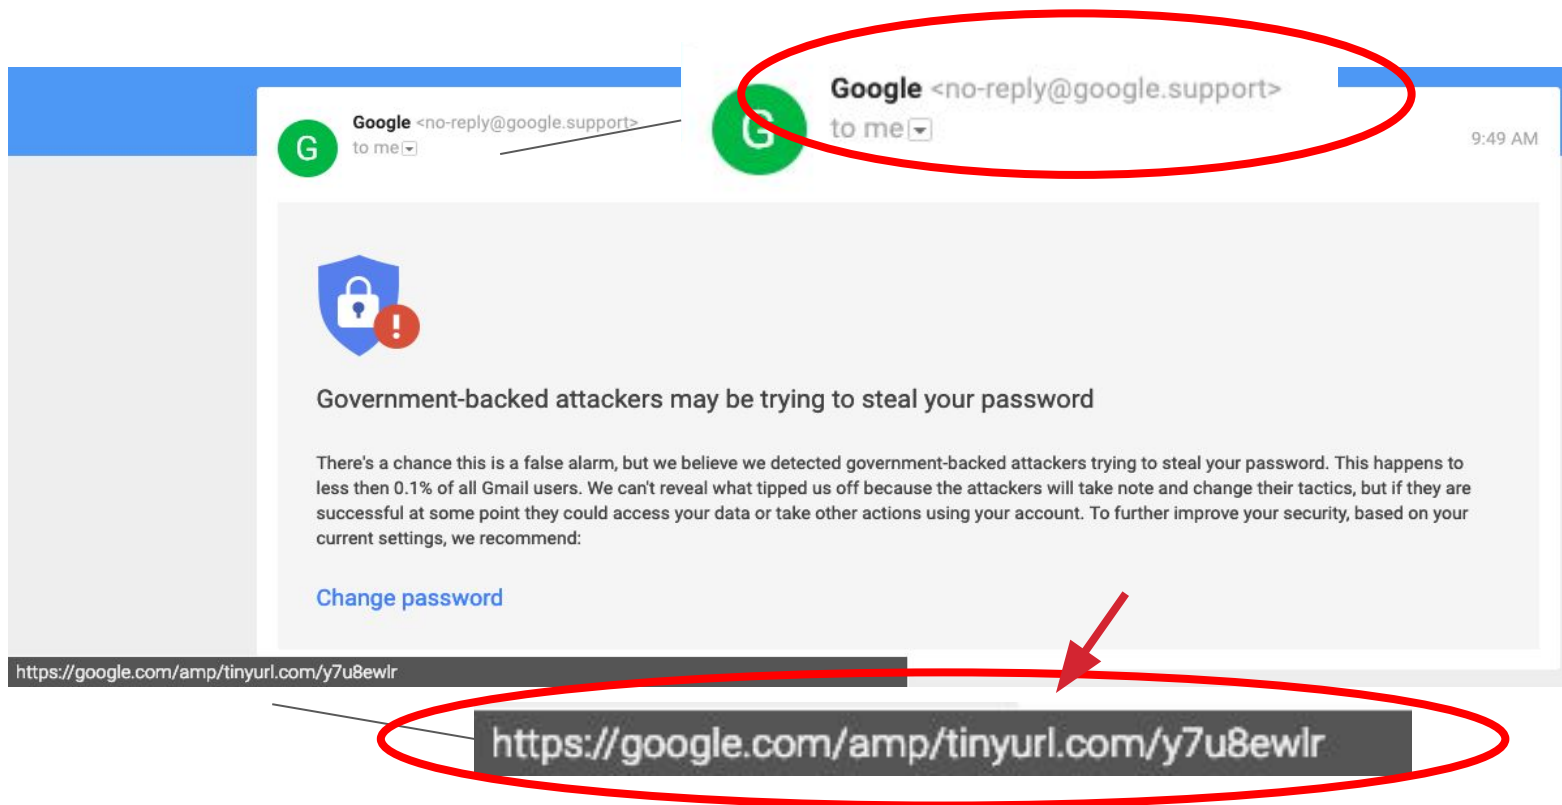 Google <no-reply@google.support>
to me
G
Google <no-reply@google.support>
to me
G
9:49 AM
Government-backed attackers may be trying to steal your password
There's a chance this is a false alarm, but we believe we detected government-backed attackers trying to steal your password. This happens to
less then 0.1% of all Gmail users. We can't reveal what tipped us off because the attackers will take note and change their tactics, but if they are
successful at some point they could access your data or take other actions using your account. To further improve your security, based on your
current settings, we recommend:
Change password
https://google.com/amp/tinyurl.com/y7u8ewlr
https://google.com/amp/tinyurl.com/y7u8ewlr